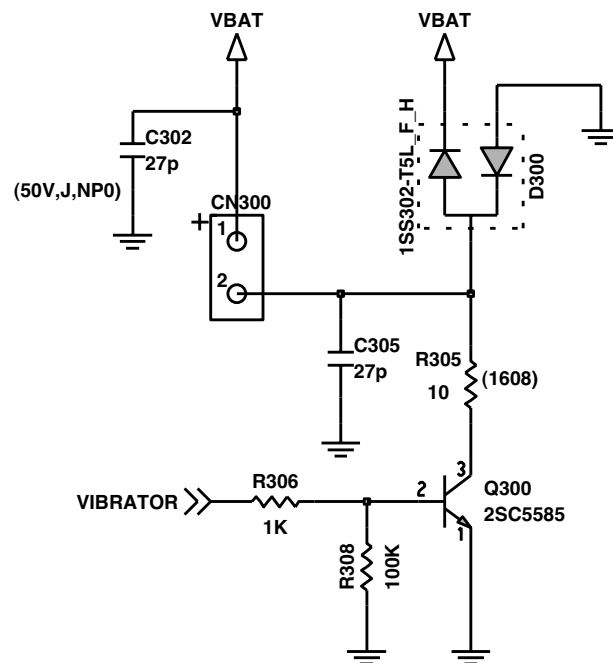 VBAT
VBAT
C302
27p
(50V,J,NP0)
1SS302-T5L_F_H
D300
CN300
+
1
2
C305
27p
R305
10
(1608)
R306
VIBRATOR
1K
R308
100K
2
3
1
Q300
2SC5585